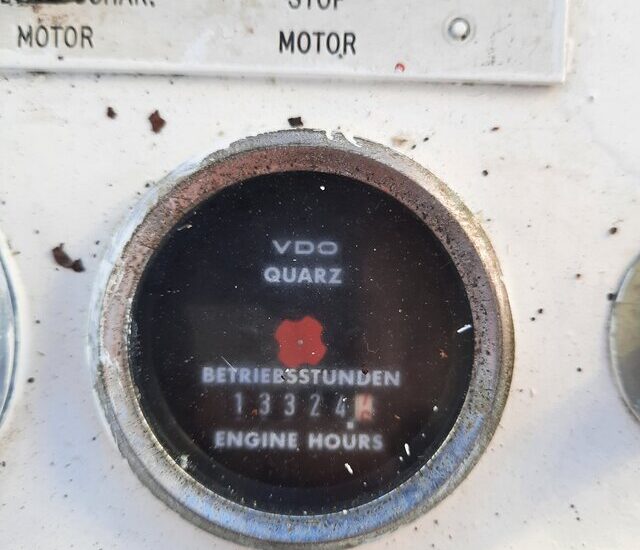 MOTOR
STOP
MOTOR
VDO
QUARZ
BETRIEBSSTUNDEN
13324
ENGINE HOURS